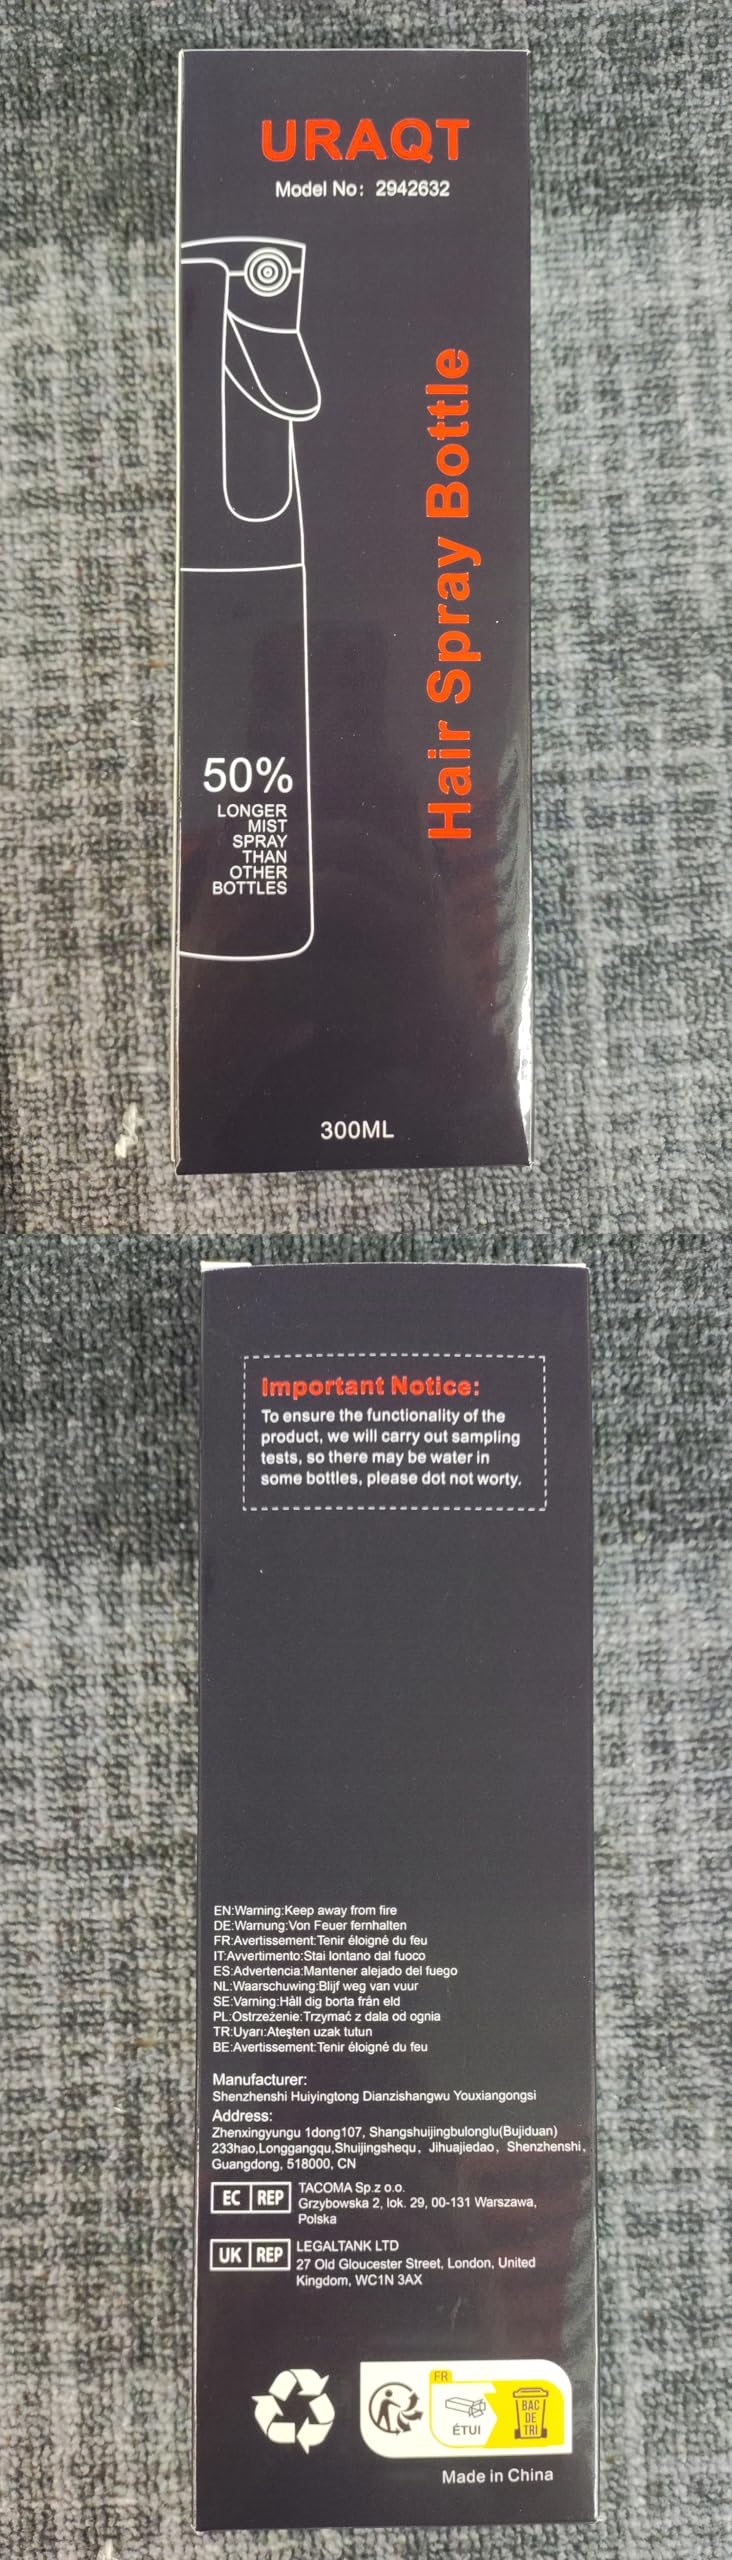 URAQT
Model No: 2942632
Hair Spray Bottle
50%
LONGER
MIST
SPRAY
THAN
OTHER
BOTTLES
300ML
Important Notice:
To ensure the functionality of the
product, we will carry out sampling
tests, so there may be water in
some bottles, please dot not worty.
EN:Warning:Keep away from fire
DE:Warnung:Von Feuer fernhalten
FR:Avertissement:Tenir éloigné du feu
IT:Avvertimento:Stai lontano dal fuoco
ES:Advertencia:Mantener alejado del fuego
NL:Waarschuwing:Blijf weg van vuur
SE:Varning:Håll dig borta från eld
PL:Ostrzeżenie:Trzymać z dala od ognia
TR:Uyarı:Ateşten uzak tutun
BE:Avertissement:Tenir éloigné du feu
Manufacturer:
Shenzhenshi Huiyingtong Dianzishangwu Youxiangongsi
Address:
Zhenxingyungu 1dong107, Shangshuijingbulonglu(Bujiduan)
233hao,Longgangqu,Shuijingshequ, Jihuajiedao, Shenzhenshi,
Guangdong, 518000, CN
EC REP
TACOMA Sp.z o.o.
Grzybowska 2, lok. 29, 00-131 Warszawa,
Polska
UK REP
LEGALTANK LTD
27 Old Gloucester Street, London, United
Kingdom, WC1N 3AX
FR
ÉTUI
BAC
DE
TRI
Made in China